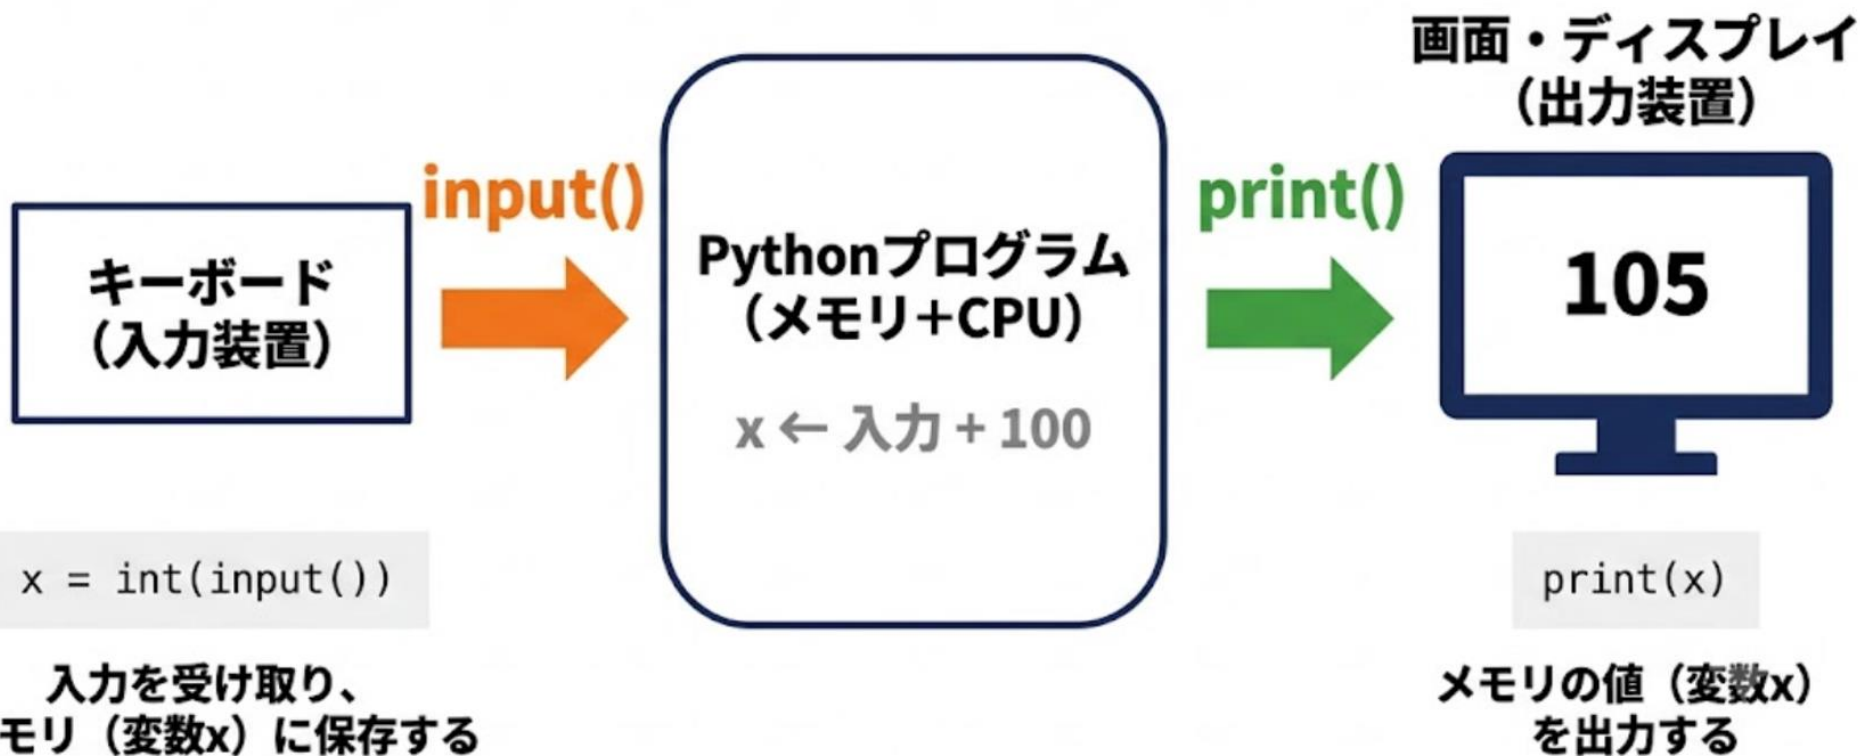 キーボード
（入力装置）
input()
Pythonプログラム
（メモリ＋CPU）
x ← 入力 + 100
print()
画面・ディスプレイ
（出力装置）
105
x = int(input())
入力を受け取り、
モリ（変数x）に保存する
print(x)
メモリの値（変数x）
を出力する